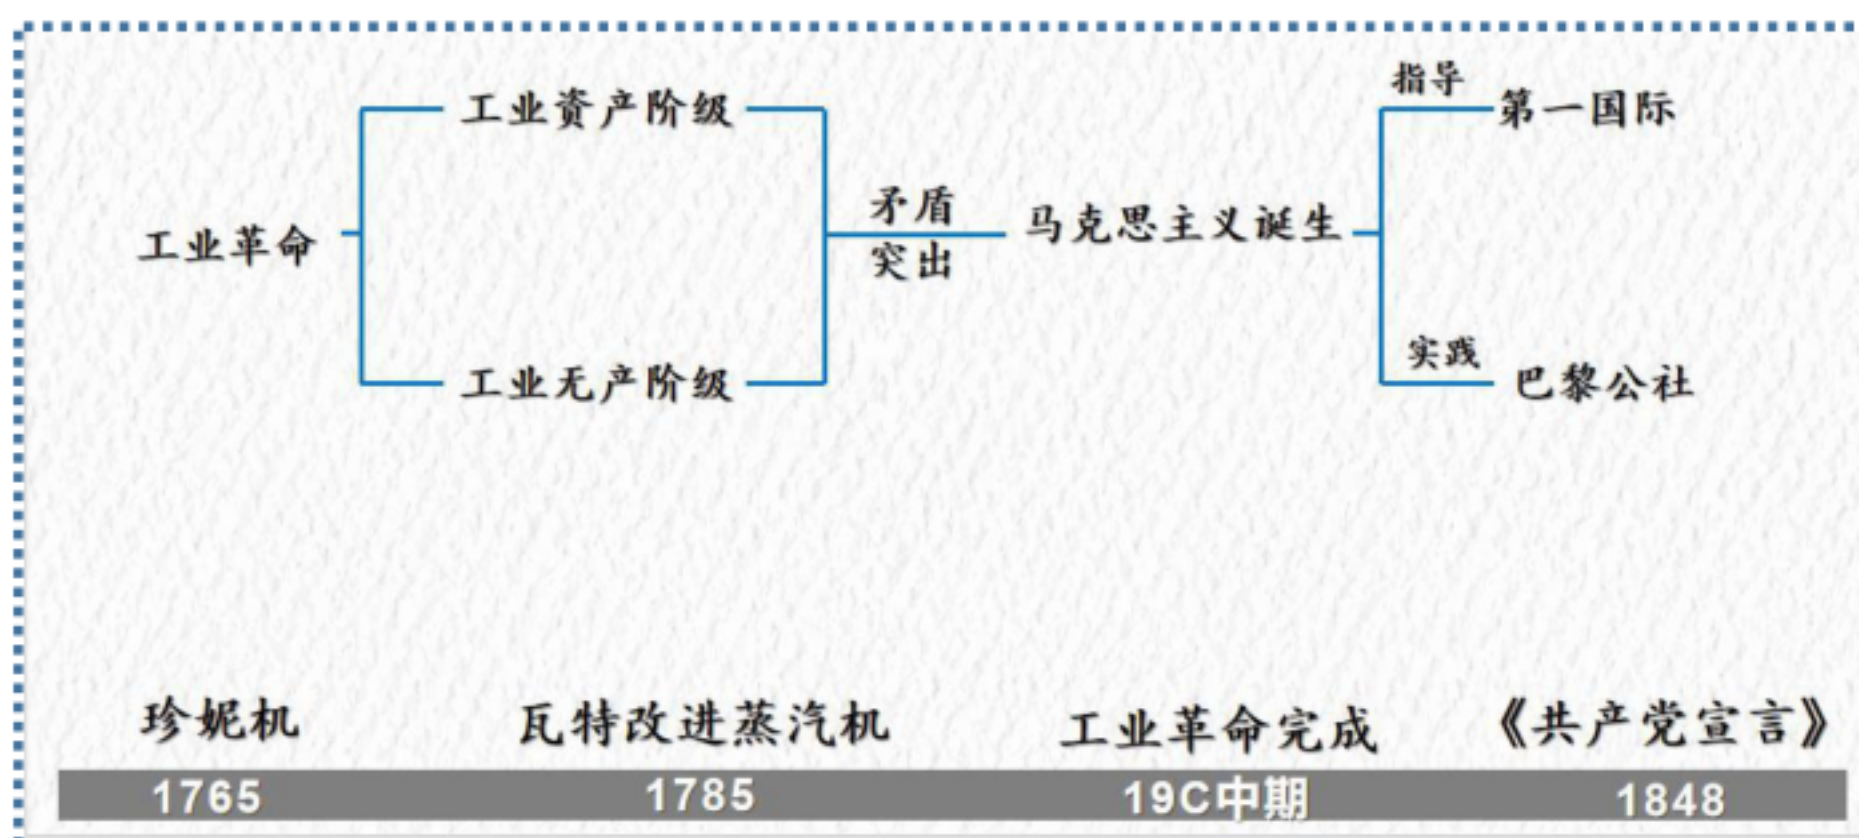 指导
工业资产阶级
第一国际
矛盾
工业革命
马克思主义诞生
突出
实践
工业无产阶级
巴黎公社
珍妮机 瓦特改进蒸汽机 工业革命完成 《共产党宣言》
1765 1785 19C中期 1848